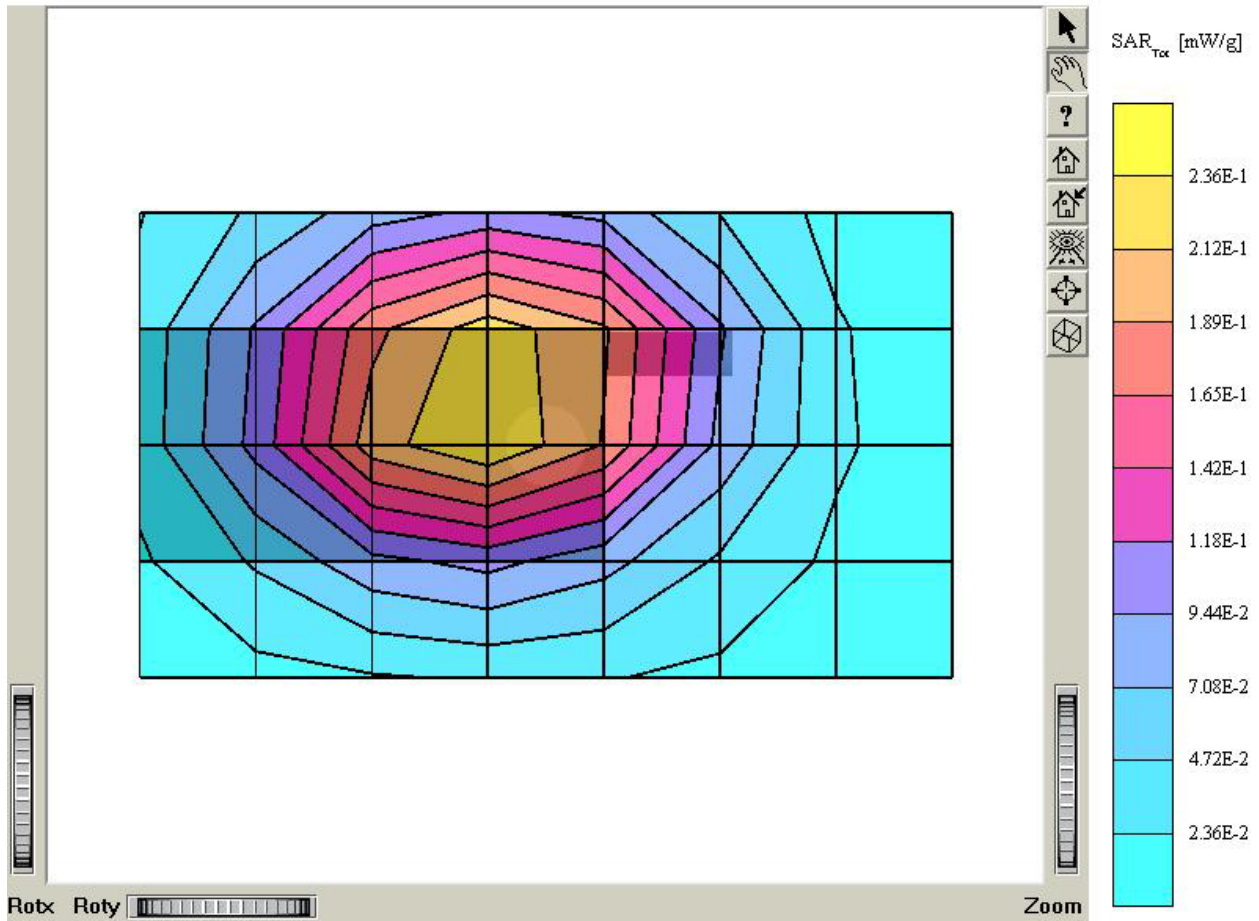 SAR_Tot [mW/g]
?
2.36E-1
2.12E-1
1.89E-1
1.65E-1
1.42E-1
1.18E-1
9.44E-2
7.08E-2
4.72E-2
2.36E-2
Rotx Roty Zoom